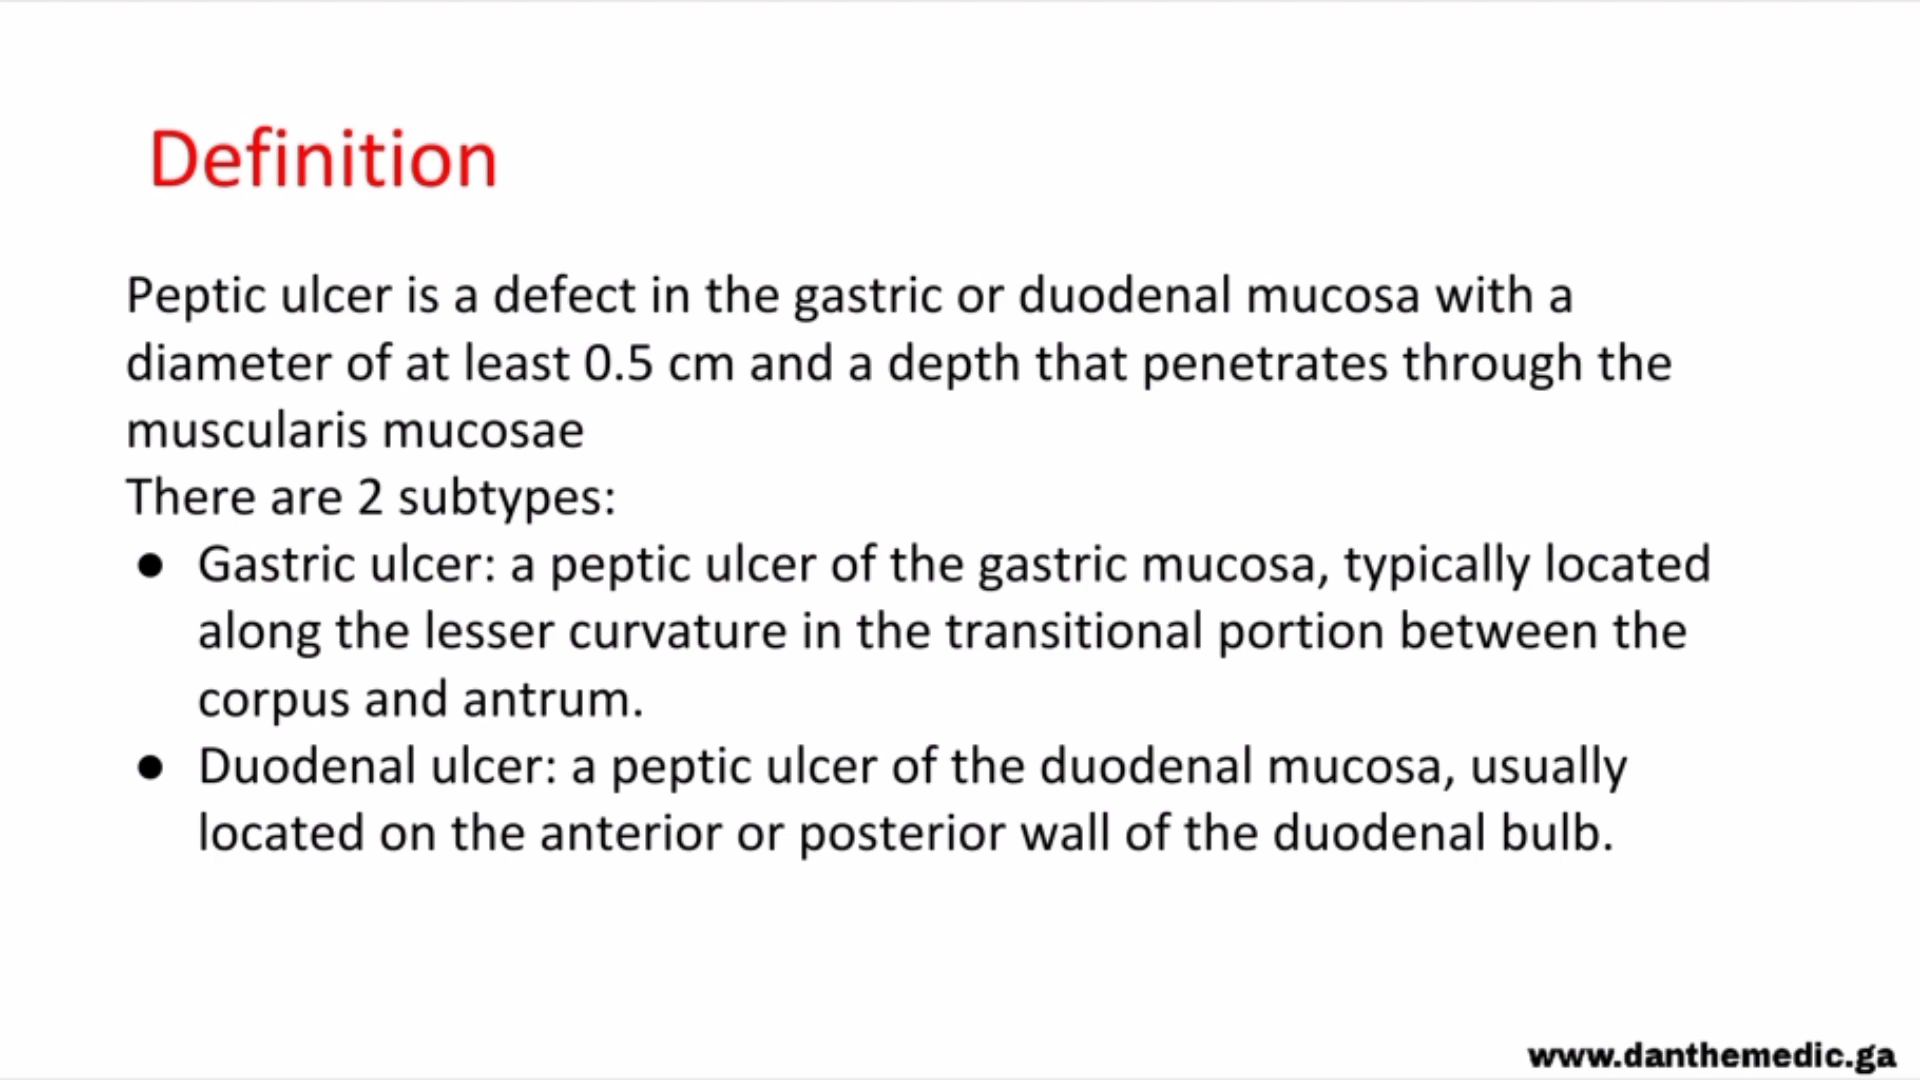 Definition
Peptic ulcer is a defect in the gastric or duodenal mucosa with a
diameter of at least 0.5 cm and a depth that penetrates through the
muscularis mucosae
There are 2 subtypes:
● Gastric ulcer: a peptic ulcer of the gastric mucosa, typically located
along the lesser curvature in the transitional portion between the
corpus and antrum.
● Duodenal ulcer: a peptic ulcer of the duodenal mucosa, usually
located on the anterior or posterior wall of the duodenal bulb.
www.danthemedic.ga